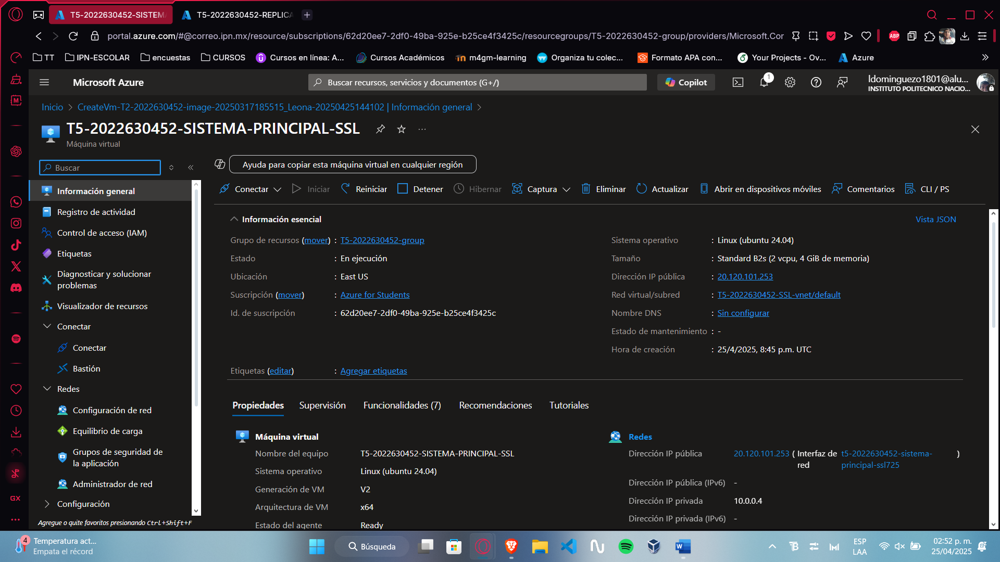 T5-2022630452-SISTEMA
T5-2022630452-REPLICA
portal.azure.com/#@correo.ipn.mx/resource/subscriptions/62d20ee7-2df0-49ba-925e-b25ce4f3425c/resourcegroups/T5-2022630452-group/providers/Microsoft.Cor
ABP
TT IPN-ESCOLAR encuestas CURSOS Cursos en línea: A... Cursos Académicos m4gm-learning Organiza tu colec... Formato APA con... Your Projects - Ov... Azure
Microsoft Azure
Buscar recursos, servicios y documentos (G+/)
Copilot
1
ldominguezo1801@alu...
INSTITUTO POLITECNICO NACIO...
Inicio > CreateVm-T2-2022630452-image-20250317185515_Leona-20250425144102 | Información general >
T5-2022630452-SISTEMA-PRINCIPAL-SSL
Máquina virtual
Buscar
Ayuda para copiar esta máquina virtual en cualquier región
Conectar Iniciar Reiniciar Detener Hibernar Captura Eliminar Actualizar Abrir en dispositivos móviles Comentarios CLI / PS
Información general
Registro de actividad
Control de acceso (IAM)
Etiquetas
Diagnosticar y solucionar
problemas
Visualizador de recursos
Conectar
Conectar
Bastión
Redes
Configuración de red
Equilibrio de carga
Grupos de seguridad de
la aplicación
Administrador de red
Configuración
Agregue o quite favoritos presionando Ctrl+Shift+F
Información esencial
Vista JSON
Grupo de recursos (mover) : T5-2022630452-group
Estado : En ejecución
Ubicación : East US
Suscripción (mover) : Azure for Students
Id. de suscripción : 62d20ee7-2df0-49ba-925e-b25ce4f3425c
Sistema operativo : Linux (ubuntu 24.04)
Tamaño : Standard B2s (2 vcpu, 4 GiB de memoria)
Dirección IP pública : 20.120.101.253
Red virtual/subred : T5-2022630452-SSL-vnet/default
Nombre DNS : Sin configurar
Estado de mantenimiento : -
Hora de creación : 25/4/2025, 8:45 p.m. UTC
Etiquetas (editar) : Agregar etiquetas
Propiedades Supervisión Funcionalidades (7) Recomendaciones Tutoriales
Máquina virtual
Nombre del equipo T5-2022630452-SISTEMA-PRINCIPAL-SSL
Sistema operativo Linux (ubuntu 24.04)
Generación de VM V2
Arquitectura de VM x64
Estado del agente Ready
Redes
Dirección IP pública 20.120.101.253 ( Interfaz de red t5-2022630452-sistema-principal-ssl725 )
Dirección IP pública (IPv6) -
Dirección IP privada 10.0.0.4
Dirección IP privada (IPv6) -
GX
4
Temperatura act...
Empata el récord
Búsqueda
ESP
LAA
02:52 p. m.
25/04/2025